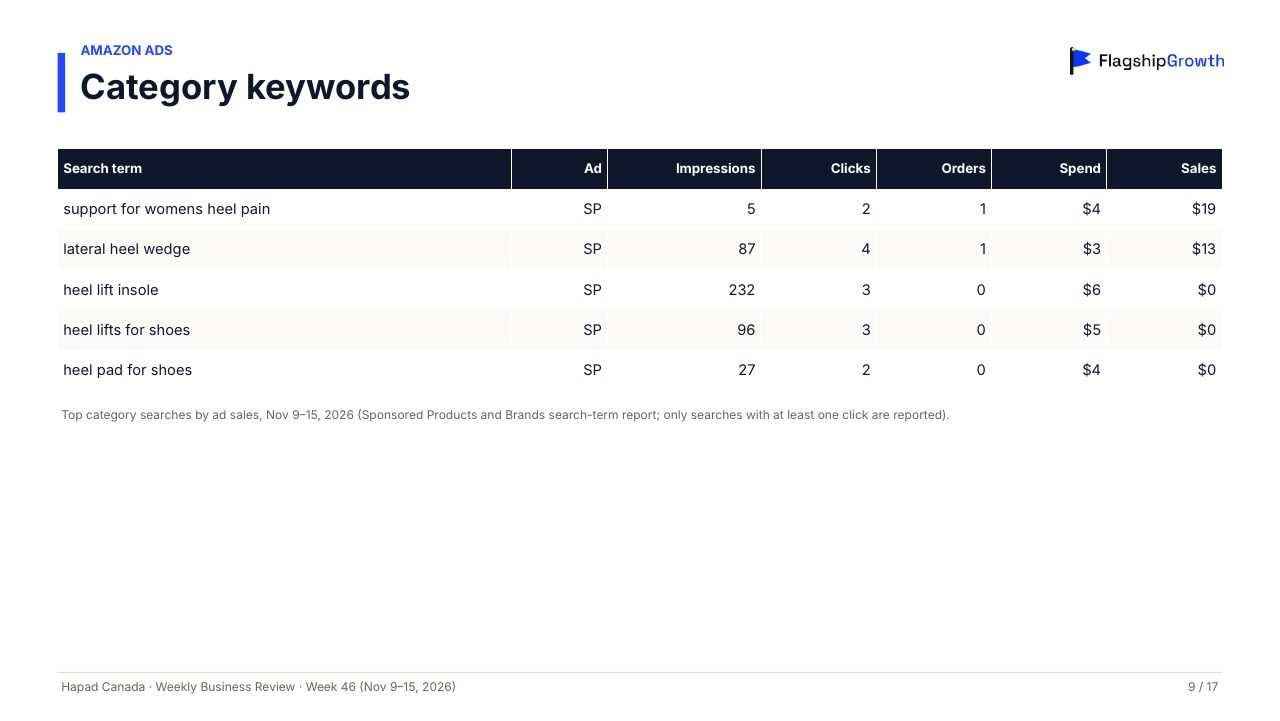 AMAZON ADS
Category keywords
FlagshipGrowth
Search term Ad Impressions Clicks Orders Spend Sales
support for womens heel pain SP 5 2 1 $4 $19
lateral heel wedge SP 87 4 1 $3 $13
heel lift insole SP 232 3 0 $6 $0
heel lifts for shoes SP 96 3 0 $5 $0
heel pad for shoes SP 27 2 0 $4 $0
Top category searches by ad sales, Nov 9–15, 2026 (Sponsored Products and Brands search-term report; only searches with at least one click are reported).
Hapad Canada · Weekly Business Review · Week 46 (Nov 9–15, 2026)
9 / 17